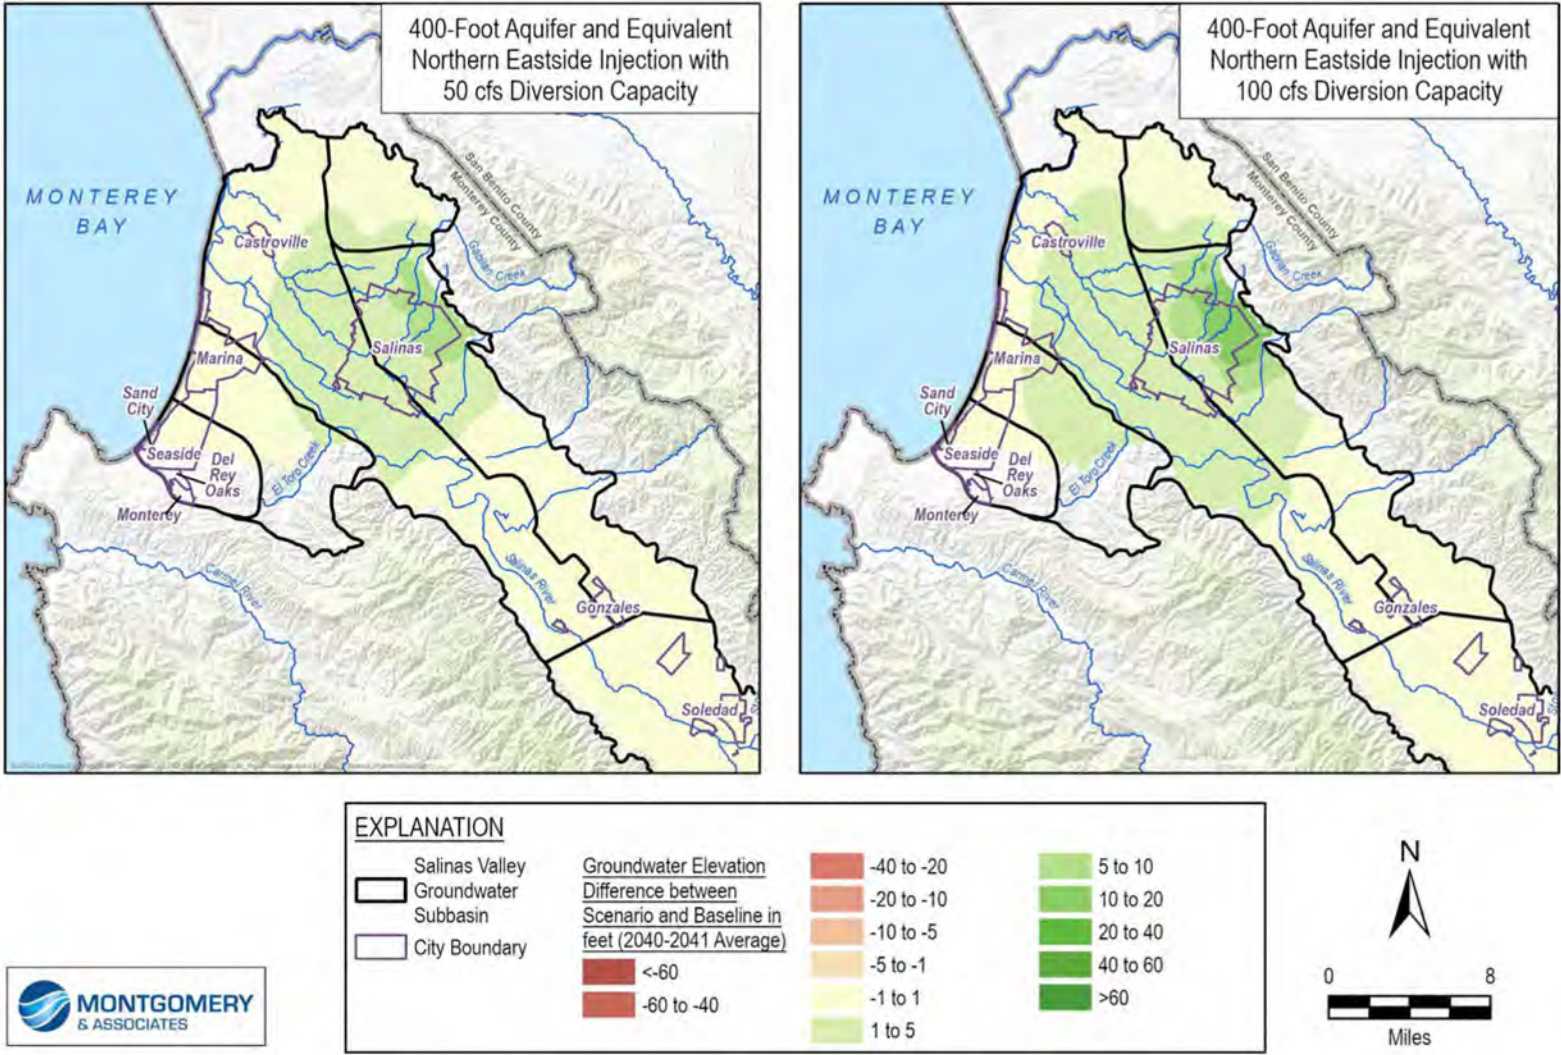 400-Foot Aquifer and Equivalent
Northern Eastside Injection with
50 cfs Diversion Capacity
MONTEREY
BAY
San Benito County
Monterey County
Castroville
Gabilan Creek
Marina
Salinas
Sand
City
Seaside
Del
Rey
Oaks
El Toro Creek
Monterey
Carmel River
Salinas River
Gonzales
Soledad
400-Foot Aquifer and Equivalent
Northern Eastside Injection with
100 cfs Diversion Capacity
MONTEREY
BAY
San Benito County
Monterey County
Castroville
Gabilan Creek
Marina
Salinas
Sand
City
Seaside
Del
Rey
Oaks
El Toro Creek
Monterey
Carmel River
Salinas River
Gonzales
Soledad
EXPLANATION
Salinas Valley
Groundwater
Subbasin
City Boundary
Groundwater Elevation
Difference between
Scenario and Baseline in
feet (2040-2041 Average)
<-60
-60 to -40
-40 to -20
-20 to -10
-10 to -5
-5 to -1
-1 to 1
1 to 5
5 to 10
10 to 20
20 to 40
40 to 60
>60
N
0 8
Miles
MONTGOMERY
& ASSOCIATES